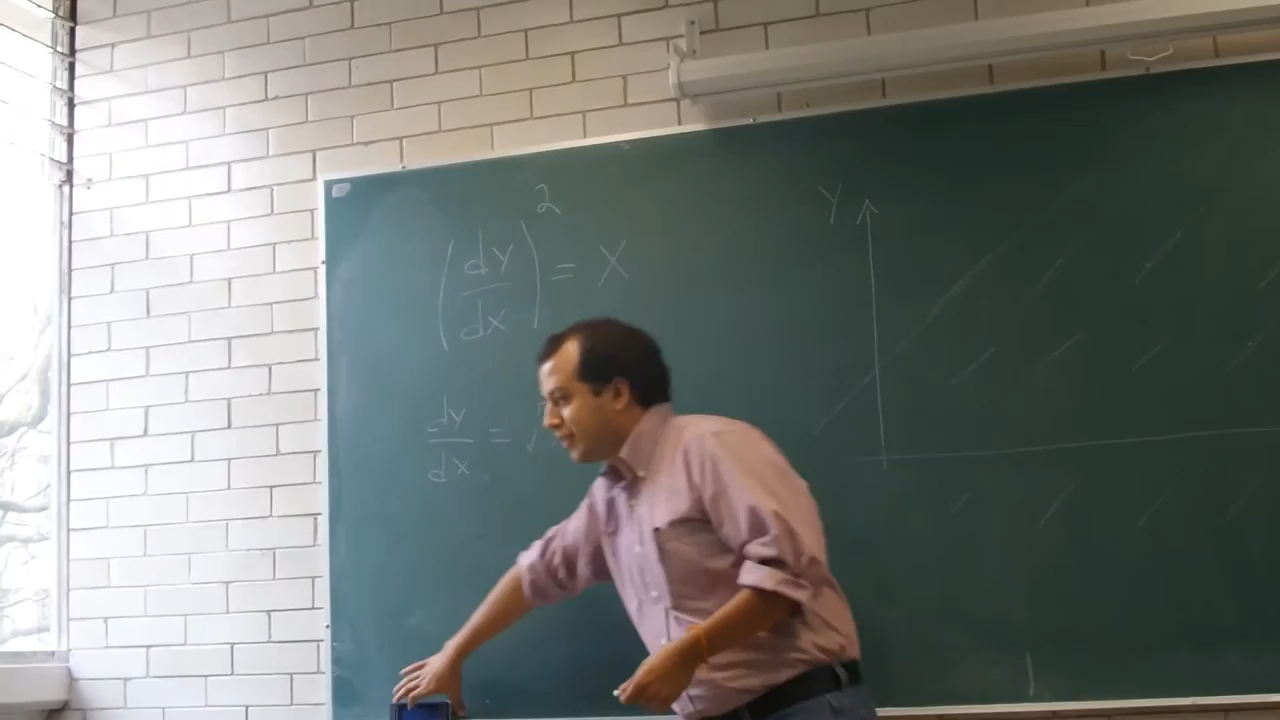 (dy/dx)² = X
dy/dx = √
Y